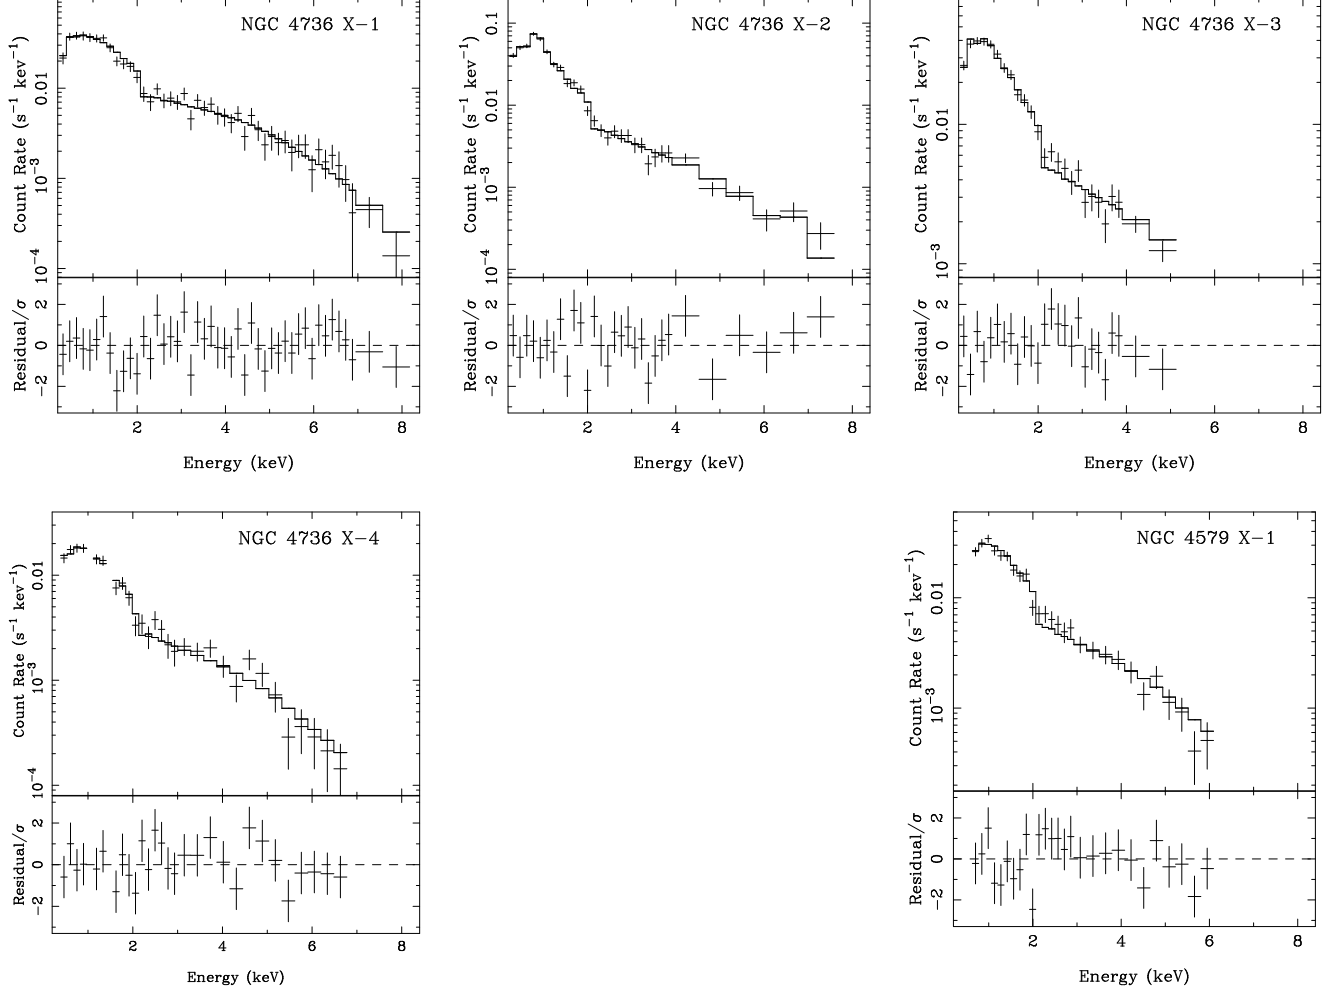 NGC 4736 X−1
Count Rate (s⁻¹ kev⁻¹)
0.01
10⁻³
10⁻⁴
Residual/σ
2
0
−2
2 4 6 8
Energy (keV)
NGC 4736 X−2
Count Rate (s⁻¹ kev⁻¹)
0.1
0.01
10⁻³
10⁻⁴
Residual/σ
2
0
−2
2 4 6 8
Energy (keV)
NGC 4736 X−3
Count Rate (s⁻¹ kev⁻¹)
0.01
10⁻³
Residual/σ
2
0
−2
2 4 6 8
Energy (keV)
NGC 4736 X−4
Count Rate (s⁻¹ kev⁻¹)
0.01
10⁻³
10⁻⁴
Residual/σ
2
0
−2
2 4 6 8
Energy (keV)
NGC 4579 X−1
Count Rate (s⁻¹ kev⁻¹)
0.01
10⁻³
Residual/σ
2
0
−2
2 4 6 8
Energy (keV)